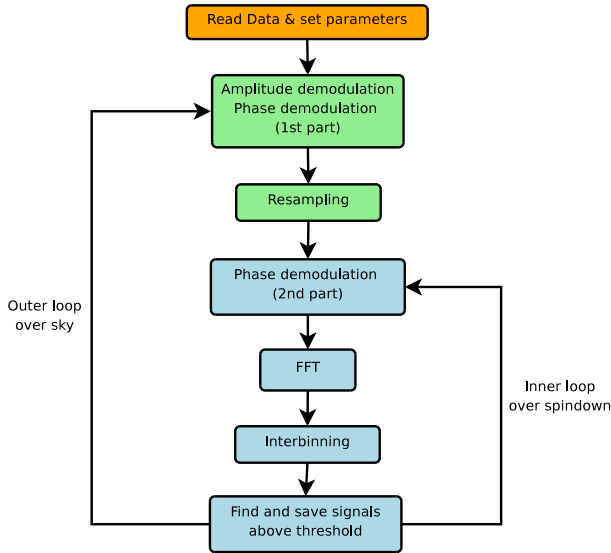 Read Data & set parameters
Amplitude demodulation
Phase demodulation
(1st part)
Resampling
Phase demodulation
(2nd part)
Outer loop
over sky
FFT
Inner loop
over spindown
Interbinning
Find and save signals
above threshold